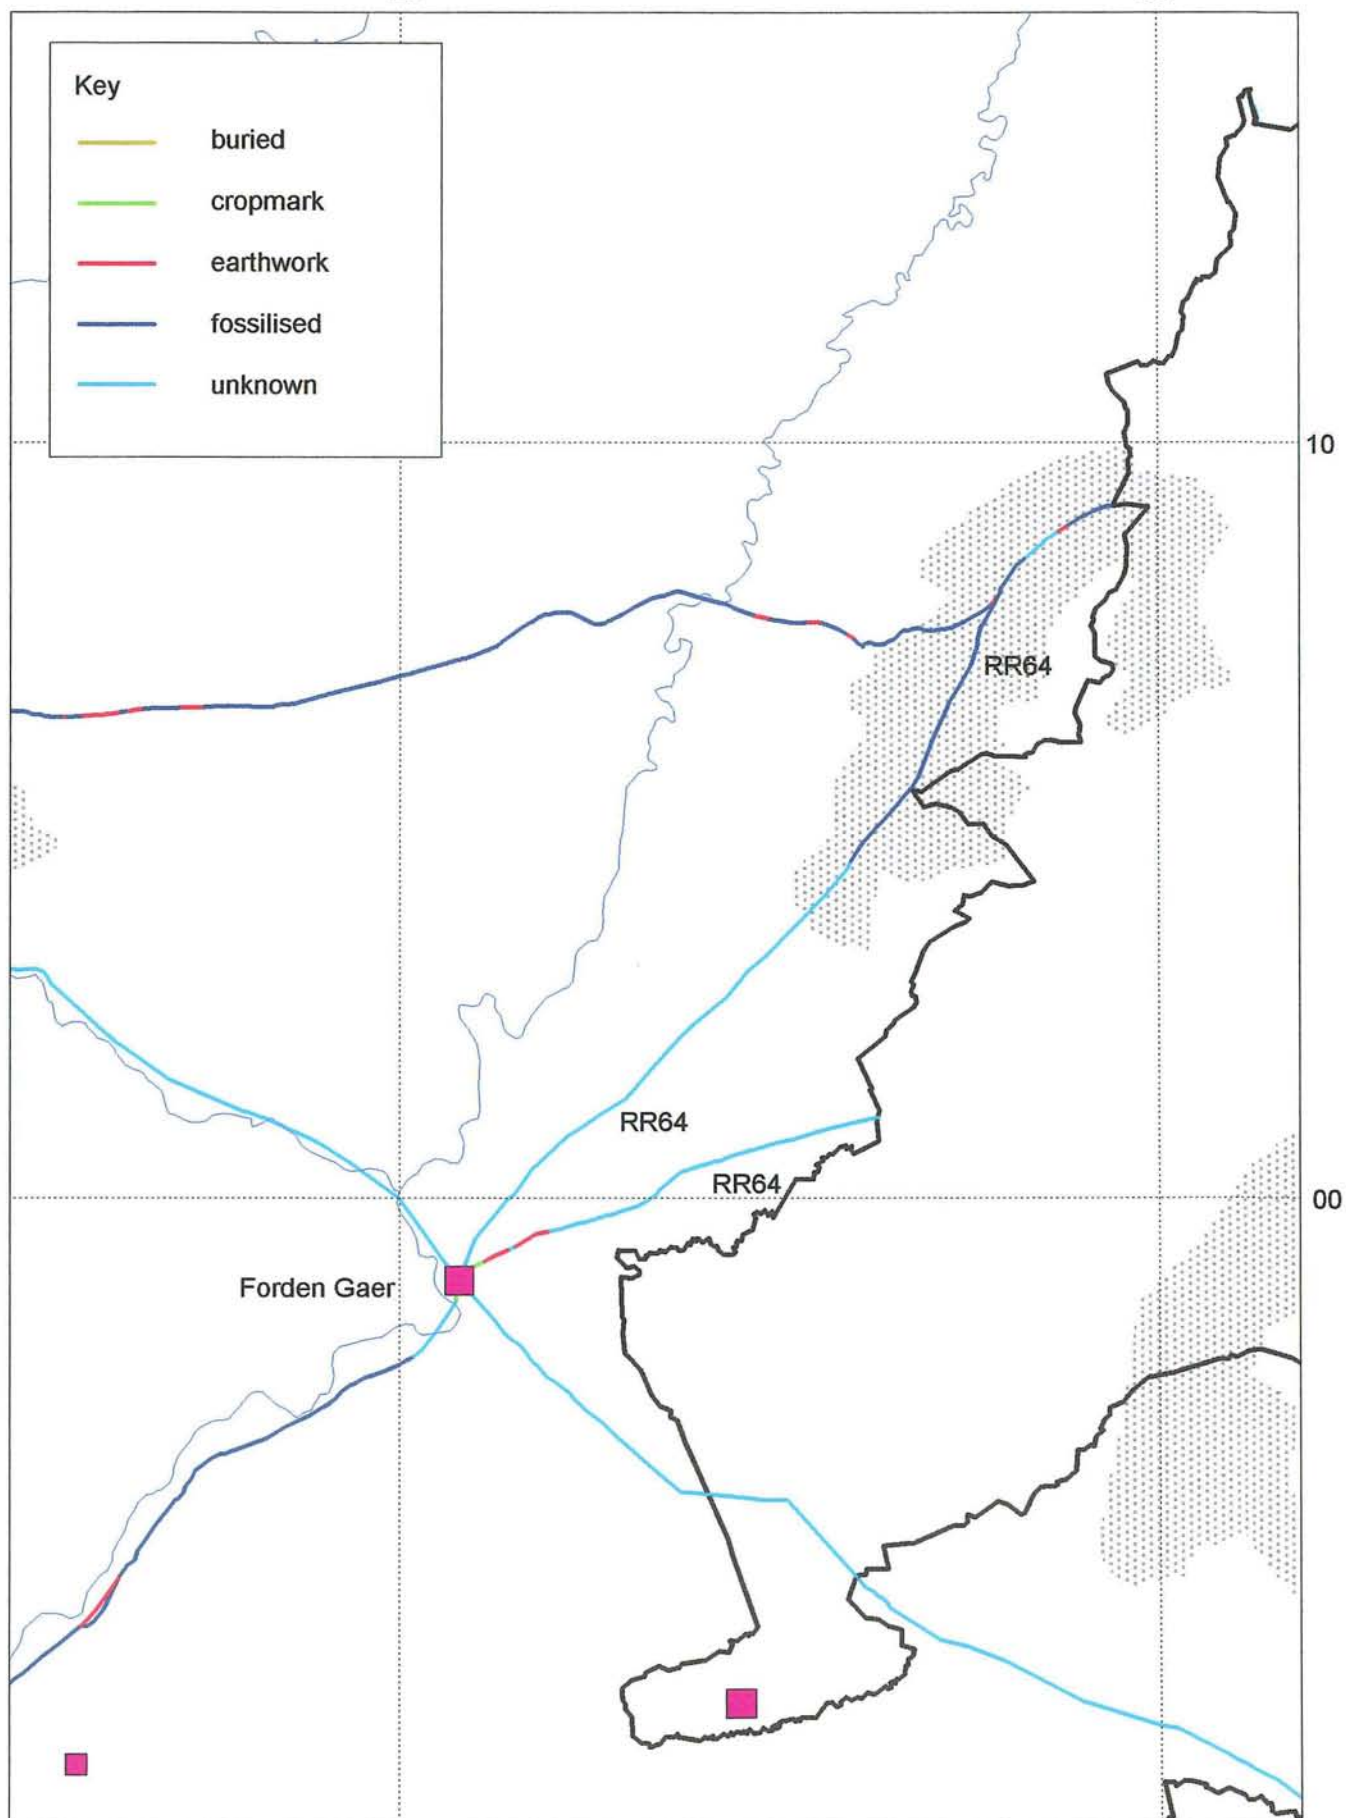 Key
buried
cropmark
earthwork
fossilised
unknown
10
RR64
RR64
RR64
00
Forden Gaer